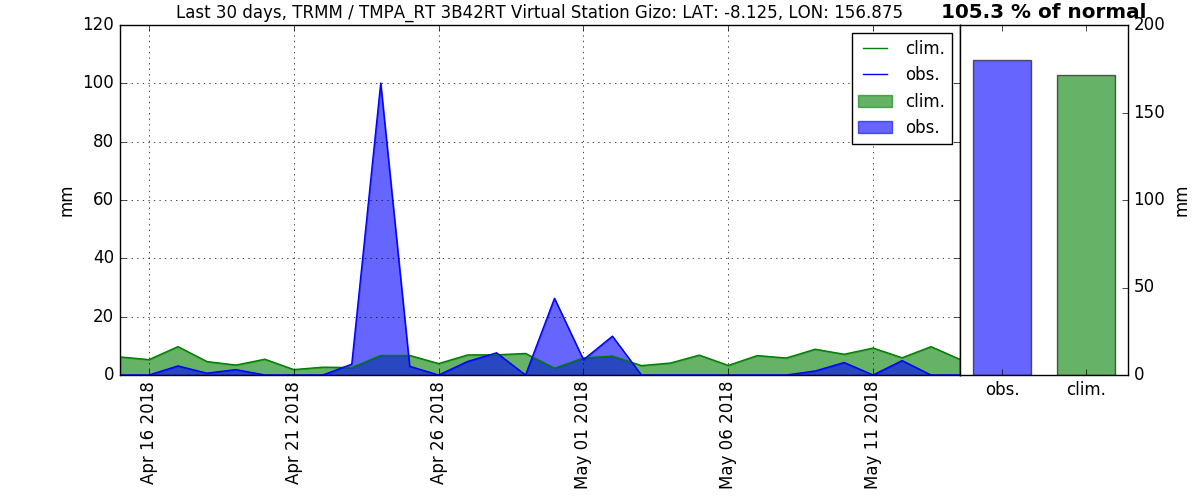 Last 30 days, TRMM / TMPA_RT 3B42RT Virtual Station Gizo: LAT: -8.125, LON: 156.875
105.3 % of normal
120
100
80
60
40
20
0
mm
clim.
obs.
clim.
obs.
200
150
100
50
0
mm
Apr 16 2018
Apr 21 2018
Apr 26 2018
May 01 2018
May 06 2018
May 11 2018
obs.
clim.